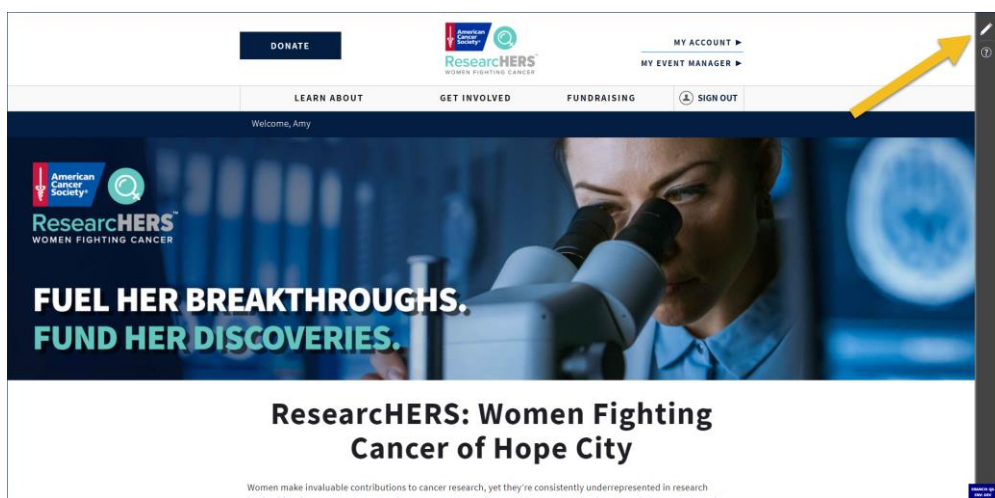 DONATE
American
Cancer
Society®
ResearcHERS™
WOMEN FIGHTING CANCER
MY ACCOUNT ►
MY EVENT MANAGER ►
LEARN ABOUT
GET INVOLVED
FUNDRAISING
SIGN OUT
Welcome, Amy
American
Cancer
Society®
ResearcHERS™
WOMEN FIGHTING CANCER
FUEL HER BREAKTHROUGHS.
FUND HER DISCOVERIES.
ResearcHERS: Women Fighting
Cancer of Hope City
Women make invaluable contributions to cancer research, yet they're consistently underrepresented in research